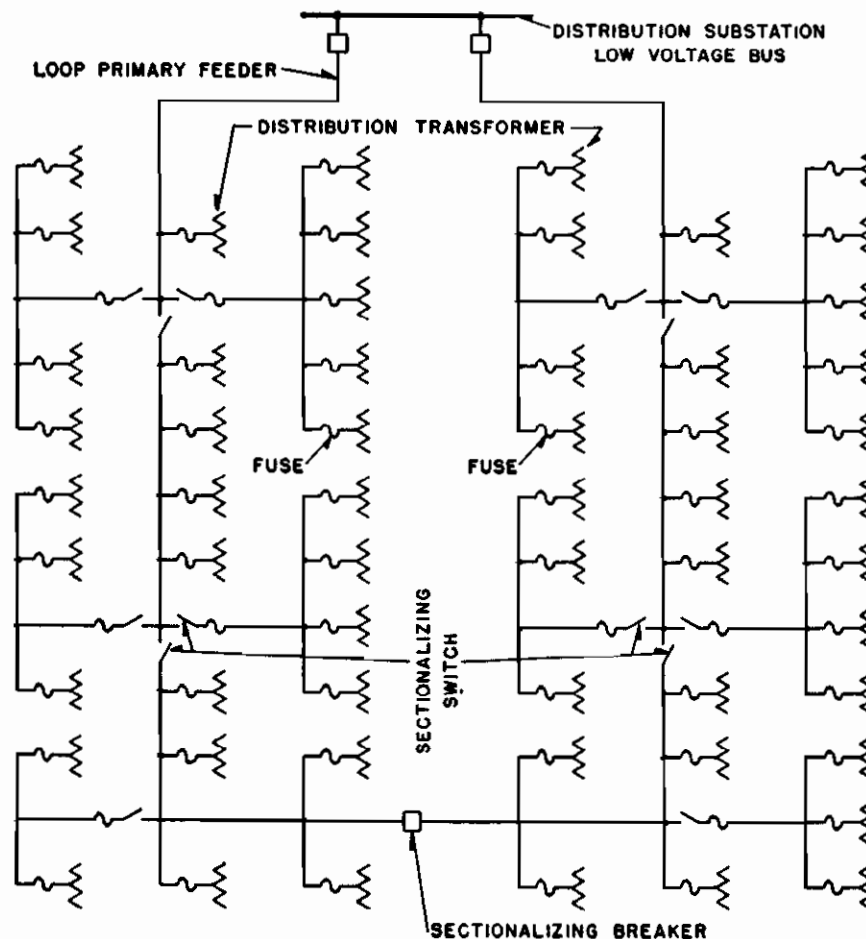 DISTRIBUTION SUBSTATION
LOW VOLTAGE BUS
LOOP PRIMARY FEEDER
DISTRIBUTION TRANSFORMER
FUSE
FUSE
SECTIONALIZING
SWITCH
SECTIONALIZING BREAKER